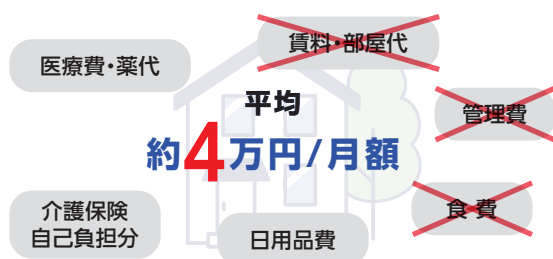 賃料・部屋代
医療費・薬代
平均
管理費
約4万円/月額
介護保険
自己負担分
食費
日用品費